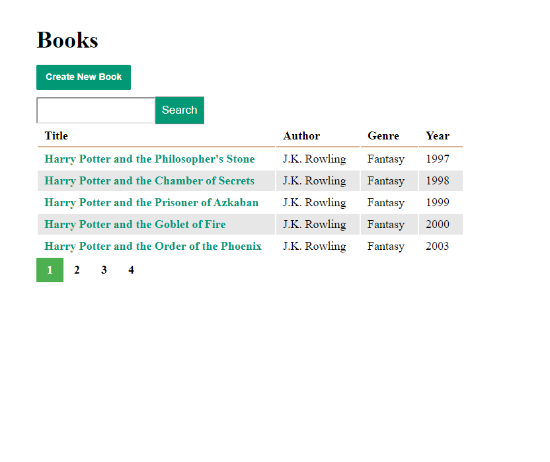 Books
Create New Book
Search
Title Author Genre Year
Harry Potter and the Philosopher's Stone J.K. Rowling Fantasy 1997
Harry Potter and the Chamber of Secrets J.K. Rowling Fantasy 1998
Harry Potter and the Prisoner of Azkaban J.K. Rowling Fantasy 1999
Harry Potter and the Goblet of Fire J.K. Rowling Fantasy 2000
Harry Potter and the Order of the Phoenix J.K. Rowling Fantasy 2003
1 2 3 4